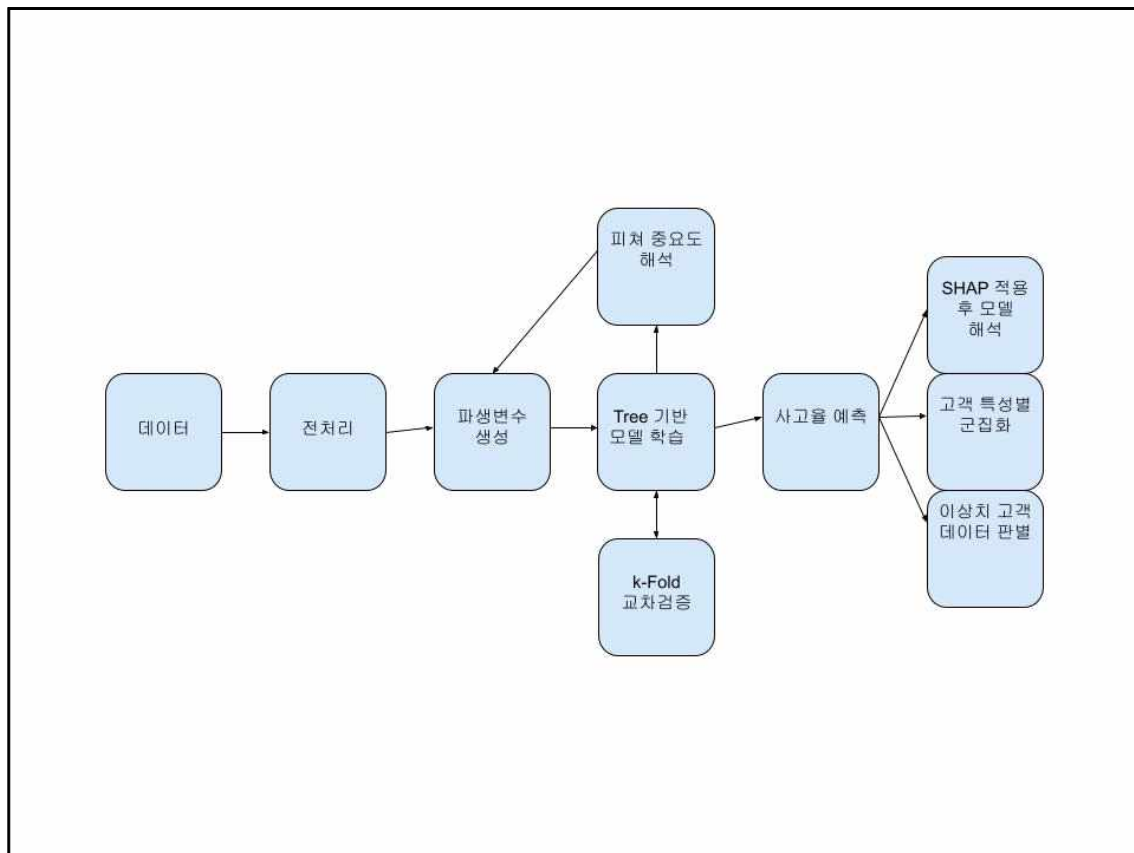 데이터
전처리
파생변수
생성
피쳐 중요도
해석
Tree 기반
모델 학습
k-Fold
교차검증
사고율 예측
SHAP 적용
후 모델
해석
고객 특성별
군집화
이상치 고객
데이터 판별